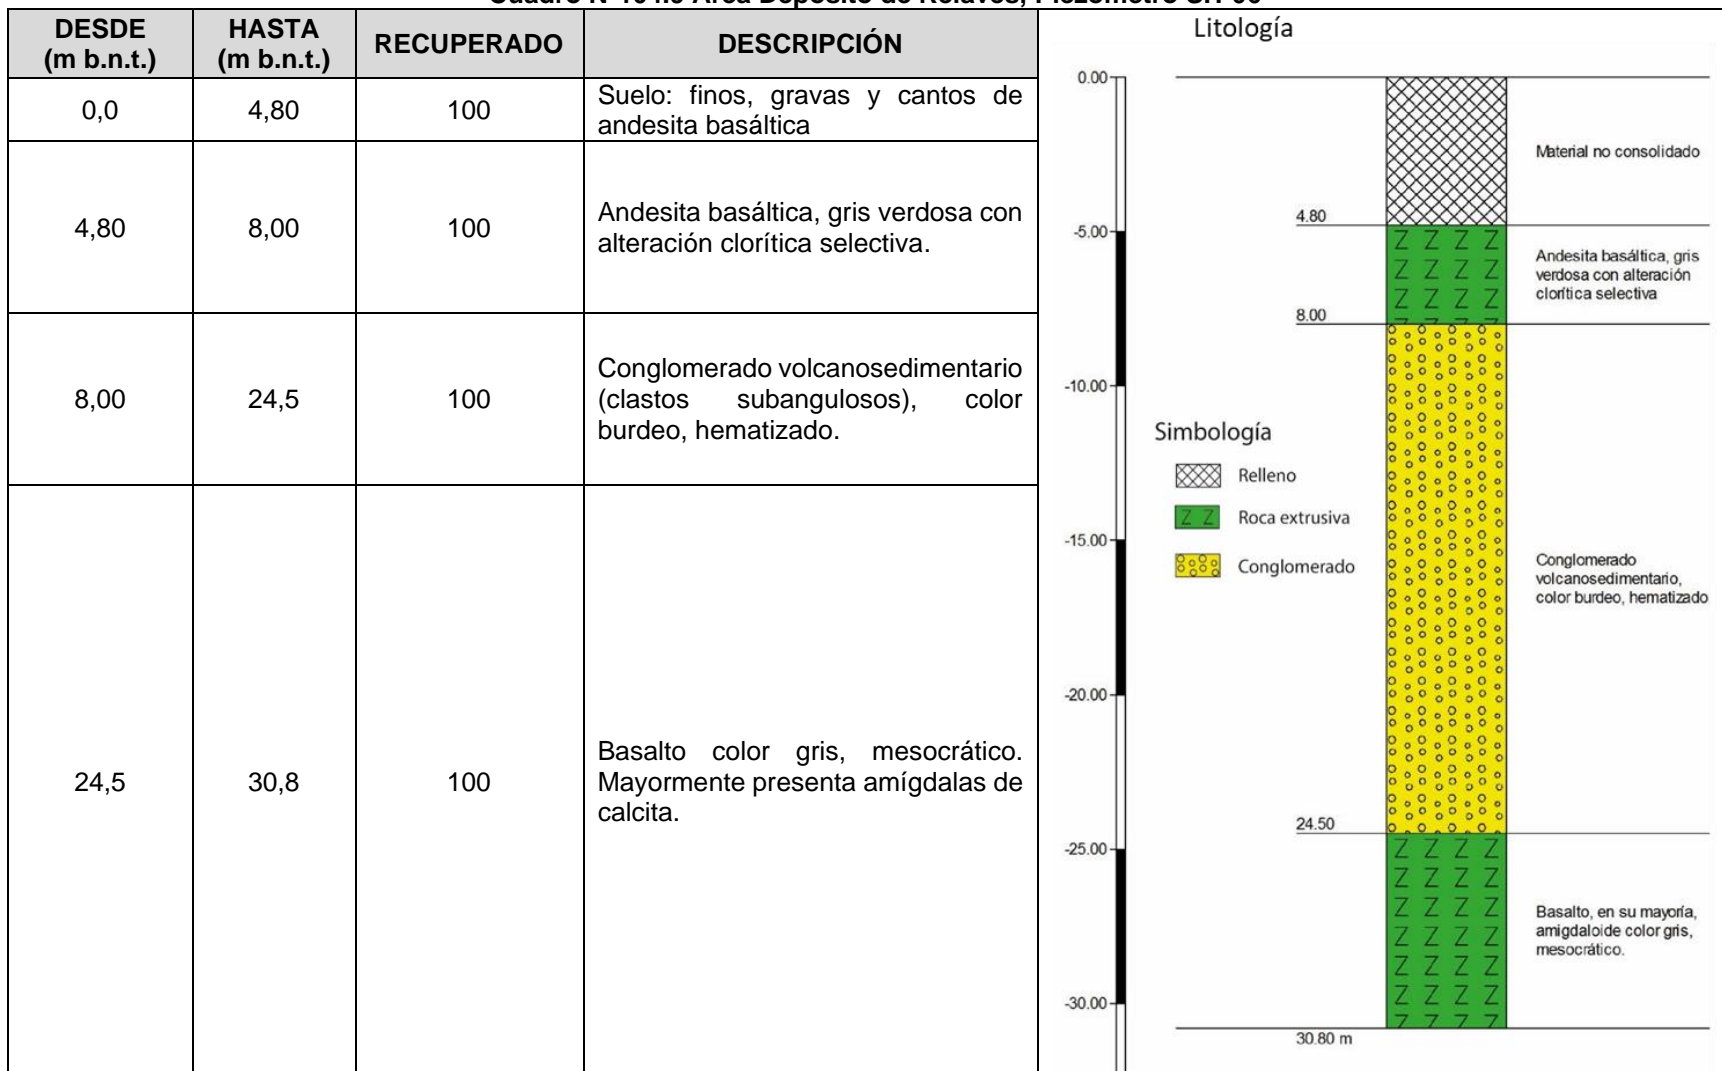 DESDE
(m b.n.t.)
HASTA
(m b.n.t.)
RECUPERADO
DESCRIPCIÓN
0,0
4,80
100
Suelo: finos, gravas y cantos de
andesita basáltica
4,80
8,00
100
Andesita basáltica, gris verdosa con
alteración clorítica selectiva.
8,00
24,5
100
Conglomerado volcanosedimentario
(clastos subangulosos), color
burdeo, hematizado.
24,5
30,8
100
Basalto color gris, mesocrático.
Mayormente presenta amígdalas de
calcita.
Litología
0.00
-5.00
-10.00
-15.00
-20.00
-25.00
-30.00
4.80
8.00
24.50
30.80 m
Simbología
Relleno
Roca extrusiva
Conglomerado
Material no consolidado
Andesita basáltica, gris
verdosa con alteración
clorítica selectiva
Conglomerado
volcanosedimentario,
color burdeo, hematizado
Basalto, en su mayoría,
amigdaloide color gris,
mesocrático.